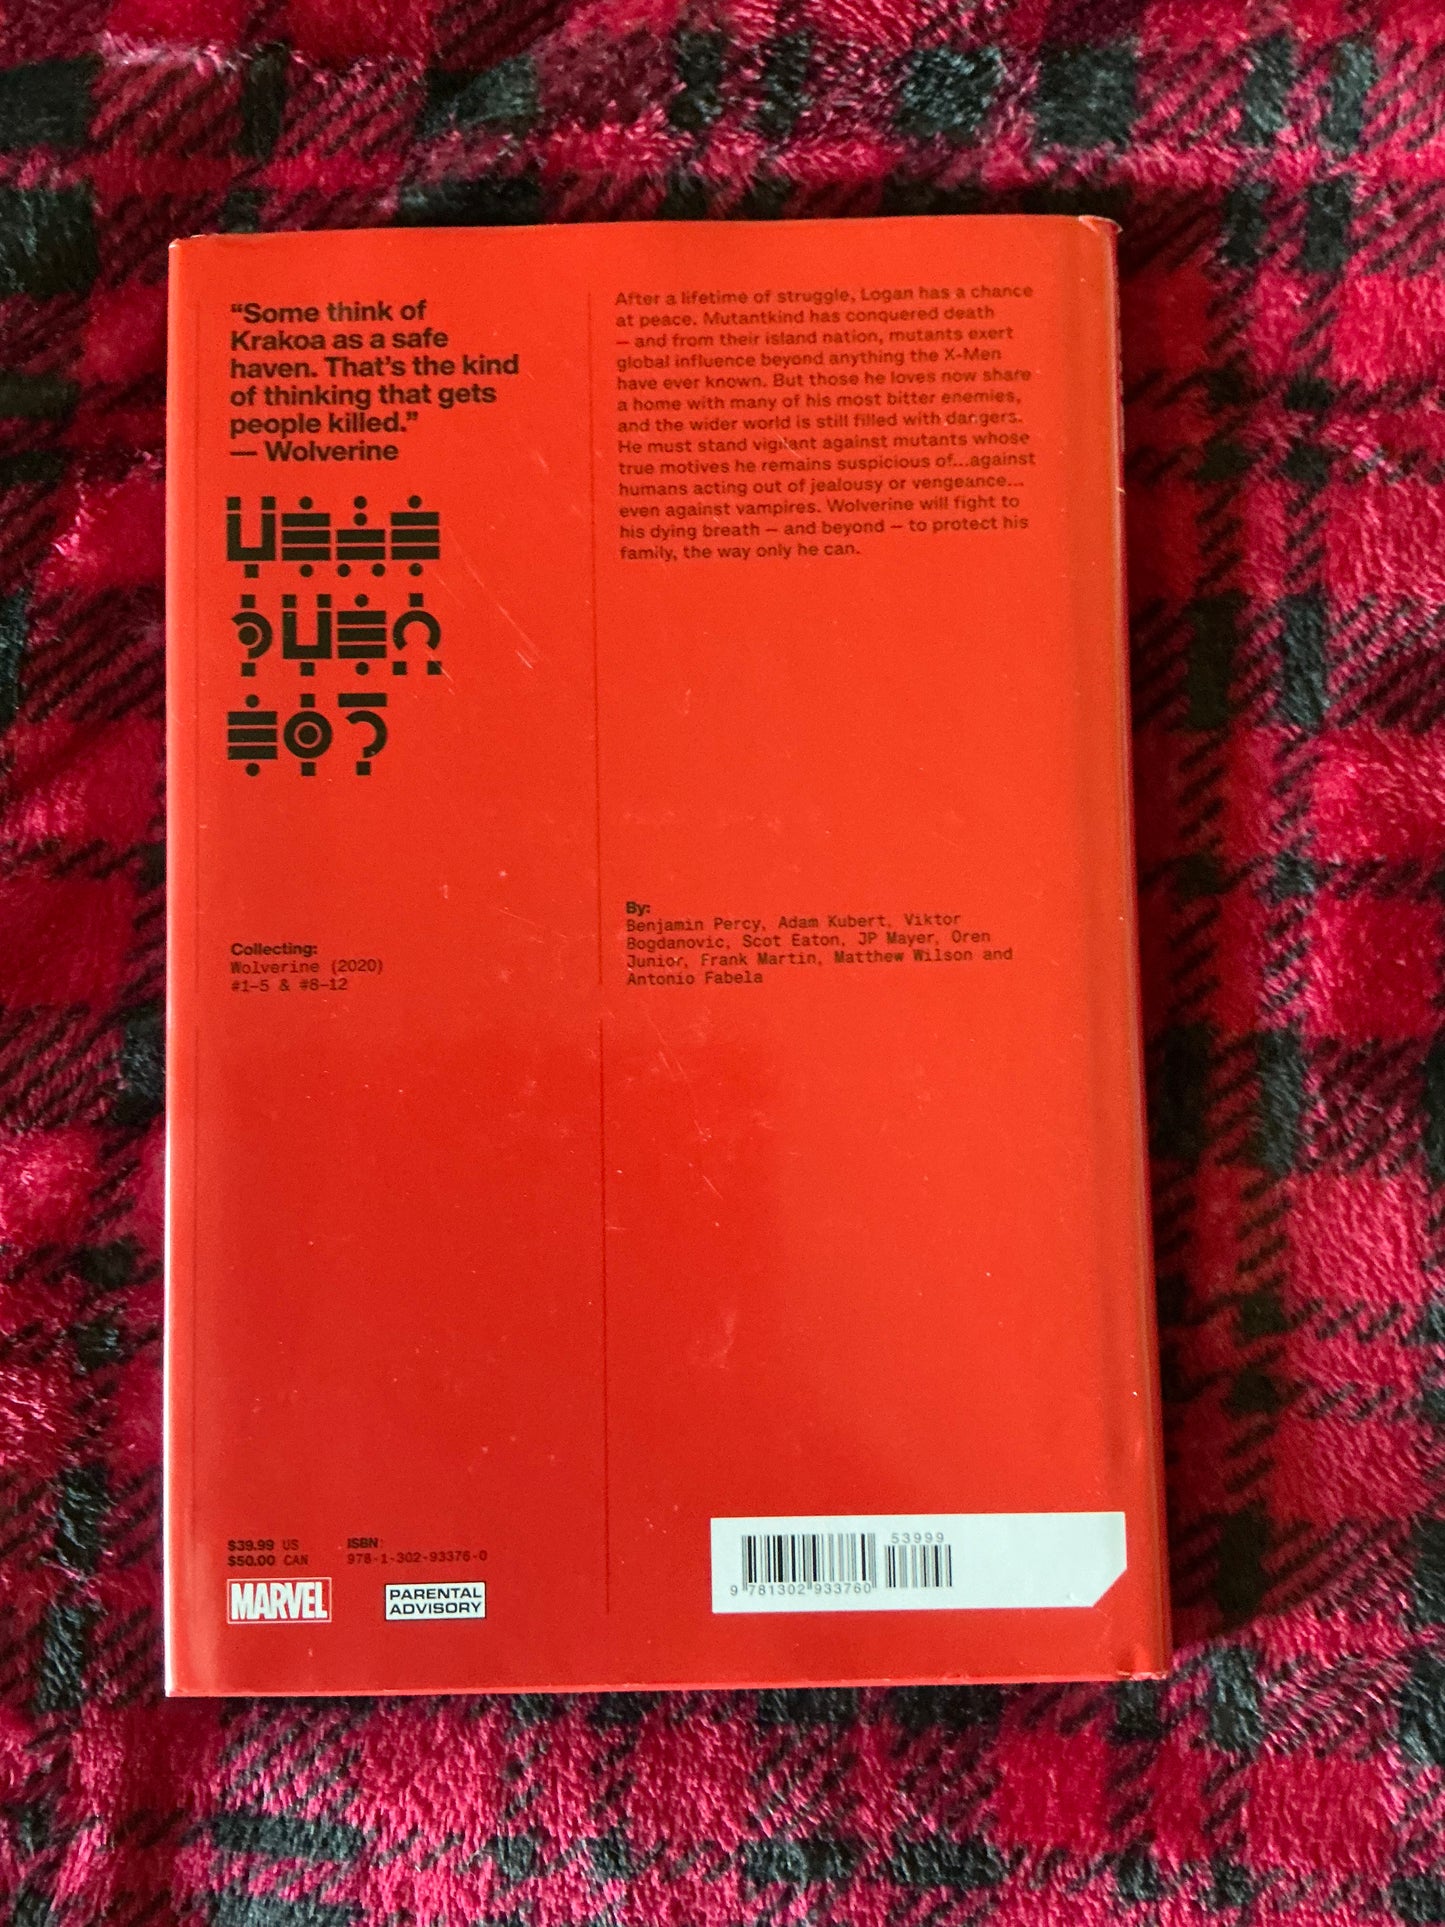 “Some think of
Krakoa as a safe
haven. That’s the kind
of thinking that gets
people killed.”
— Wolverine
After a lifetime of struggle, Logan has a chance
at peace. Mutantkind has conquered death
— and from their island nation, mutants exert
global influence beyond anything the X-Men
have ever known. But those he loves now share
a home with many of his most bitter enemies,
and the wider world is still filled with dangers.
He must stand vigilant against mutants whose
true motives he remains suspicious of...against
humans acting out of jealousy or vengeance...
even against vampires. Wolverine will fight to
his dying breath — and beyond — to protect his
family, the way only he can.
Collecting:
Wolverine (2020)
#1–5 & #8–12
By:
Benjamin Percy, Adam Kubert, Viktor
Bogdanovic, Scot Eaton, JP Mayer, Oren
Junior, Frank Martin, Matthew Wilson and
Antonio Fabela
$39.99 US
$50.00 CAN
ISBN:
978-1-302-93376-0
MARVEL
PARENTAL
ADVISORY
53999
9 781302 933760